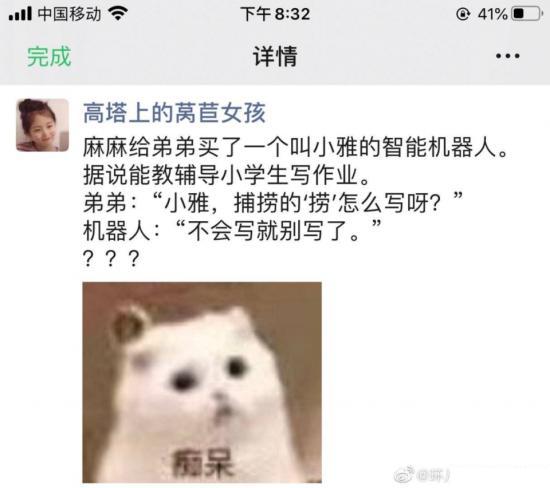 中国移动 下午 8:32 41%
完成 详情
高塔上的莴苣女孩
麻麻给弟弟买了一个叫小雅的智能机器人。
据说能教辅导小学生写作业。
弟弟：“小雅，捕捞的‘捞’怎么写呀？”
机器人：“不会写就别写了。”
？？？
痴呆